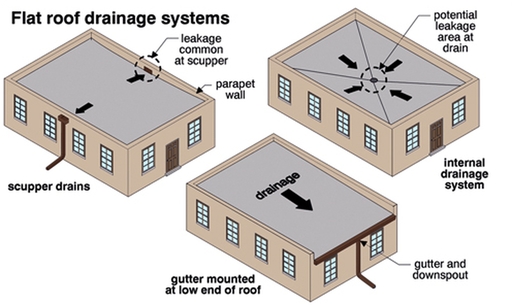 Flat roof drainage systems
leakage
common
at scupper
parapet
wall
scupper drains
potential
leakage
area at
drain
internal
drainage
system
drainage
gutter mounted
at low end of roof
gutter and
downspout